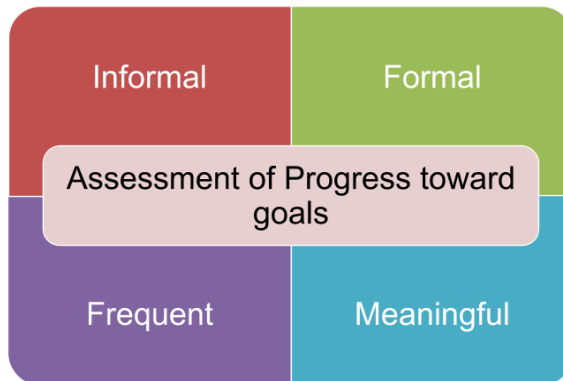 Informal
Formal
Assessment of Progress toward
goals
Frequent
Meaningful